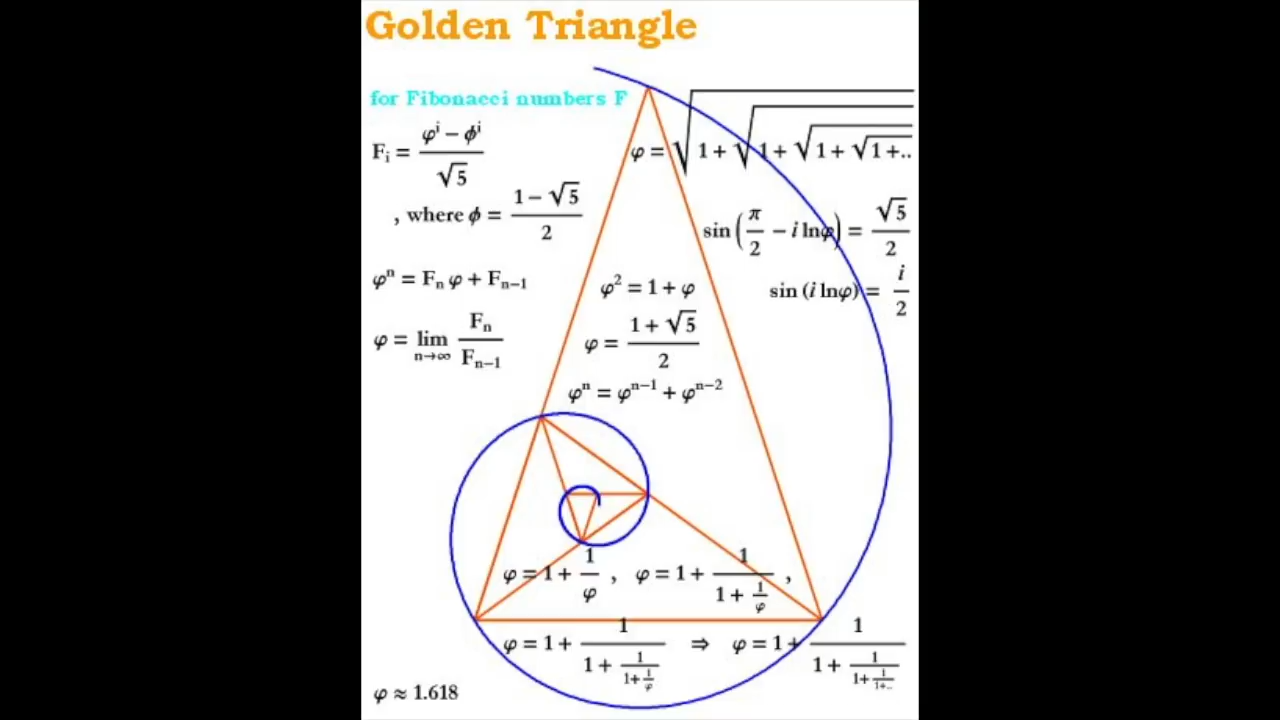 Golden Triangle
for Fibonacci numbers F
Fᵢ = (φⁱ − ϕⁱ)/√5
, where ϕ = (1 − √5)/2
φⁿ = Fₙ φ + Fₙ₋₁
φ = lim n→∞ Fₙ/Fₙ₋₁
φ = √(1 + √(1 + √(1 + √(1 + ..
sin(π/2 − i lnφ) = √5/2
sin (i lnφ) = i/2
φ² = 1 + φ
φ = (1 + √5)/2
φⁿ = φⁿ⁻¹ + φⁿ⁻²
φ = 1 + 1/φ , φ = 1 + 1/(1 + 1/φ) ,
φ = 1 + 1/(1 + 1/(1 + 1/φ)) ⇒ φ = 1 + 1/(1 + 1/(1 + 1/(1+..
φ ≈ 1.618